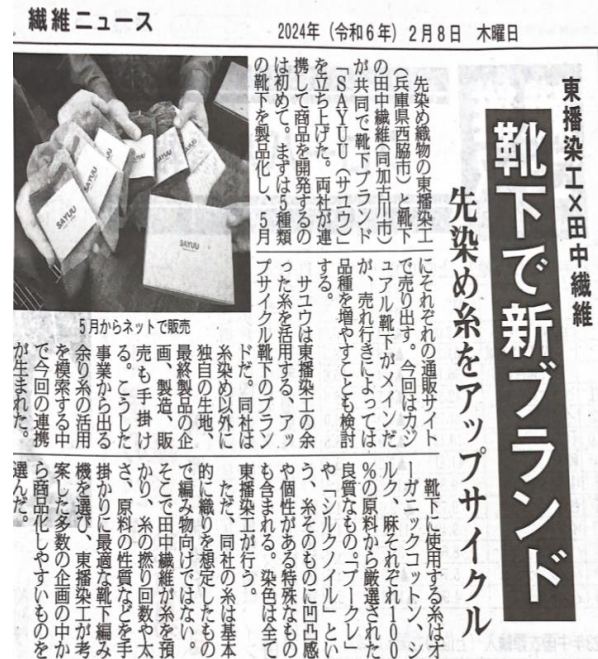 繊維ニュース
2024年（令和6年）2月8日　木曜日
東播染工×田中繊維
靴下で新ブランド
先染め糸をアップサイクル
先染め織物の東播染工
（兵庫県西脇市）と靴下
の田中繊維（同加古川市）
が共同で靴下ブランド
「SAYUU（サユウ）」
を立ち上げた。両社が連
携して商品を開発するの
は初めて。まずは5種類
の靴下を製品化し、5月
にそれぞれの通販サイト
で売り出す。今回はカジ
ュアル靴下がメインだ
が、売れ行きによっては
品種を増やすことも検討
する。
サユウは東播染工の余
った糸を活用する、アッ
プサイクル靴下のブラン
ドだ。同社は
糸染め以外に
独自の生地、
最終製品の企
画、製造、販
売も手掛け
る。こうした
事業から出る
余り糸の活用
を模索する中
で今回の連携
が生まれた。
靴下に使用する糸はオ
ーガニックコットン、シ
ルク、麻それぞれ100
％の原料から厳選された
良質なもの。「ブークレ」
や「シルクノイル」とい
う、糸そのものに凹凸感
や個性がある特殊なもの
も含まれる。染色は全て
東播染工が行う。
ただ、同社の糸は基本
的に織りを想定したもの
で編み物向けではない。
そこで田中繊維が糸を預
かり、糸の撚り回数や太
さ、原料の性質などを手
掛かりに最適な靴下編み
機を選び、東播染工が考
案した多数の企画の中か
ら商品化しやすいものを
選んだ。
SAYUU
SAYUU
SAYUU
SAYUU
5月からネットで販売